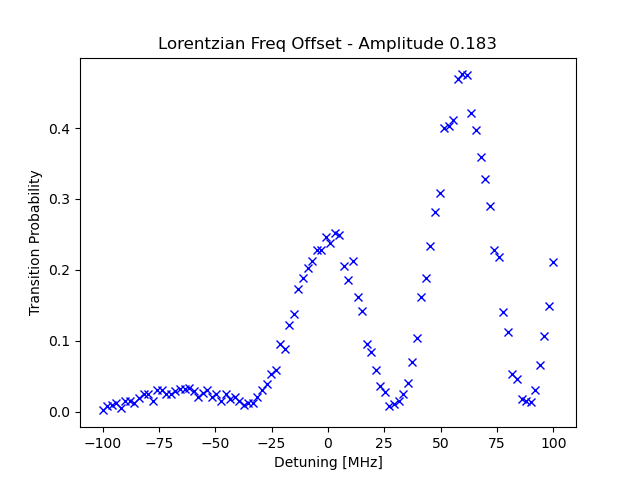 Lorentzian Freq Offset - Amplitude 0.183
Transition Probability
0.4
0.3
0.2
0.1
0.0
−100 −75 −50 −25 0 25 50 75 100
Detuning [MHz]